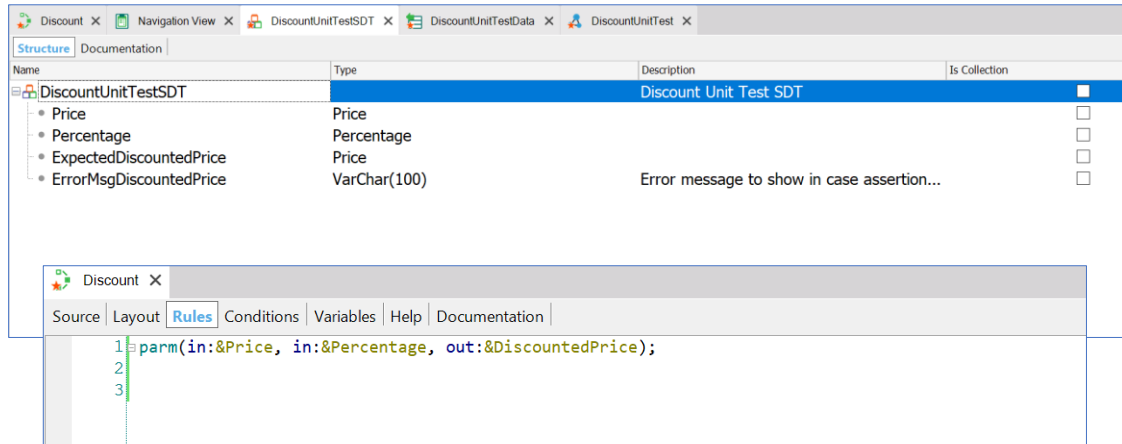 Discount Navigation View DiscountUnitTestSDT DiscountUnitTestData DiscountUnitTest
Structure Documentation
Name Type Description Is Collection
DiscountUnitTestSDT Discount Unit Test SDT
Price Price
Percentage Percentage
ExpectedDiscountedPrice Price
ErrorMsgDiscountedPrice VarChar(100) Error message to show in case assertion...
Discount
Source Layout Rules Conditions Variables Help Documentation
1 parm(in:&Price, in:&Percentage, out:&DiscountedPrice);
2
3